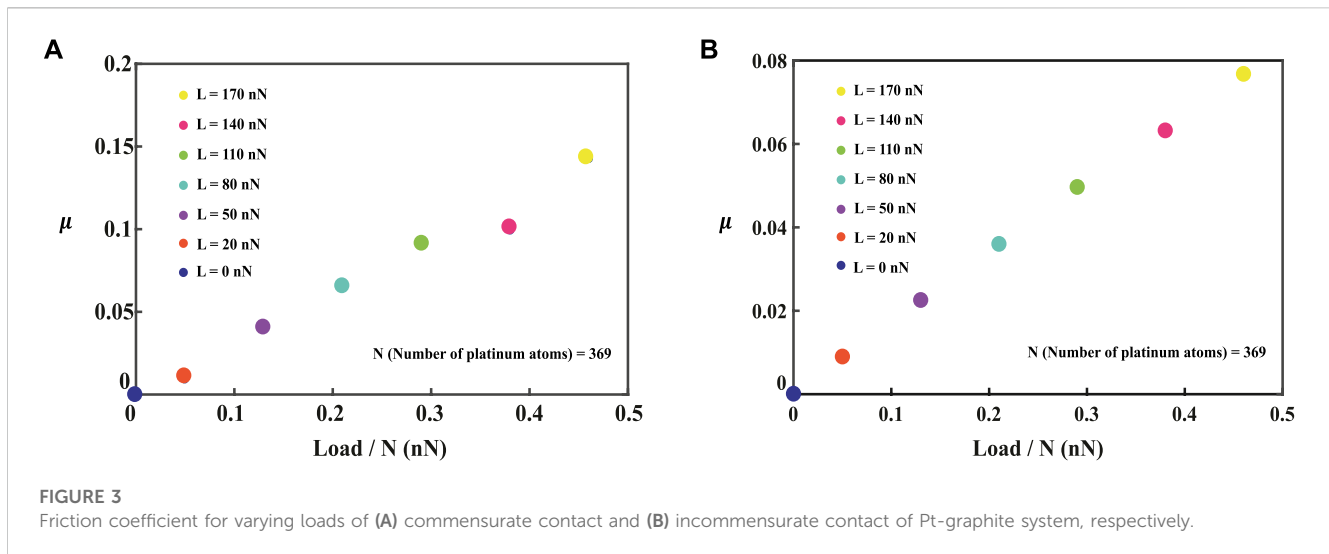 A
0.2
0.15
0.1
0.05
0
μ
L = 170 nN
L = 140 nN
L = 110 nN
L = 80 nN
L = 50 nN
L = 20 nN
L = 0 nN
N (Number of platinum atoms) = 369
0 0.1 0.2 0.3 0.4 0.5
Load / N (nN)
B
0.08
0.06
0.04
0.02
0
μ
L = 170 nN
L = 140 nN
L = 110 nN
L = 80 nN
L = 50 nN
L = 20 nN
L = 0 nN
N (Number of platinum atoms) = 369
0 0.1 0.2 0.3 0.4 0.5
Load / N (nN)
FIGURE 3
Friction coefficient for varying loads of (A) commensurate contact and (B) incommensurate contact of Pt-graphite system, respectively.